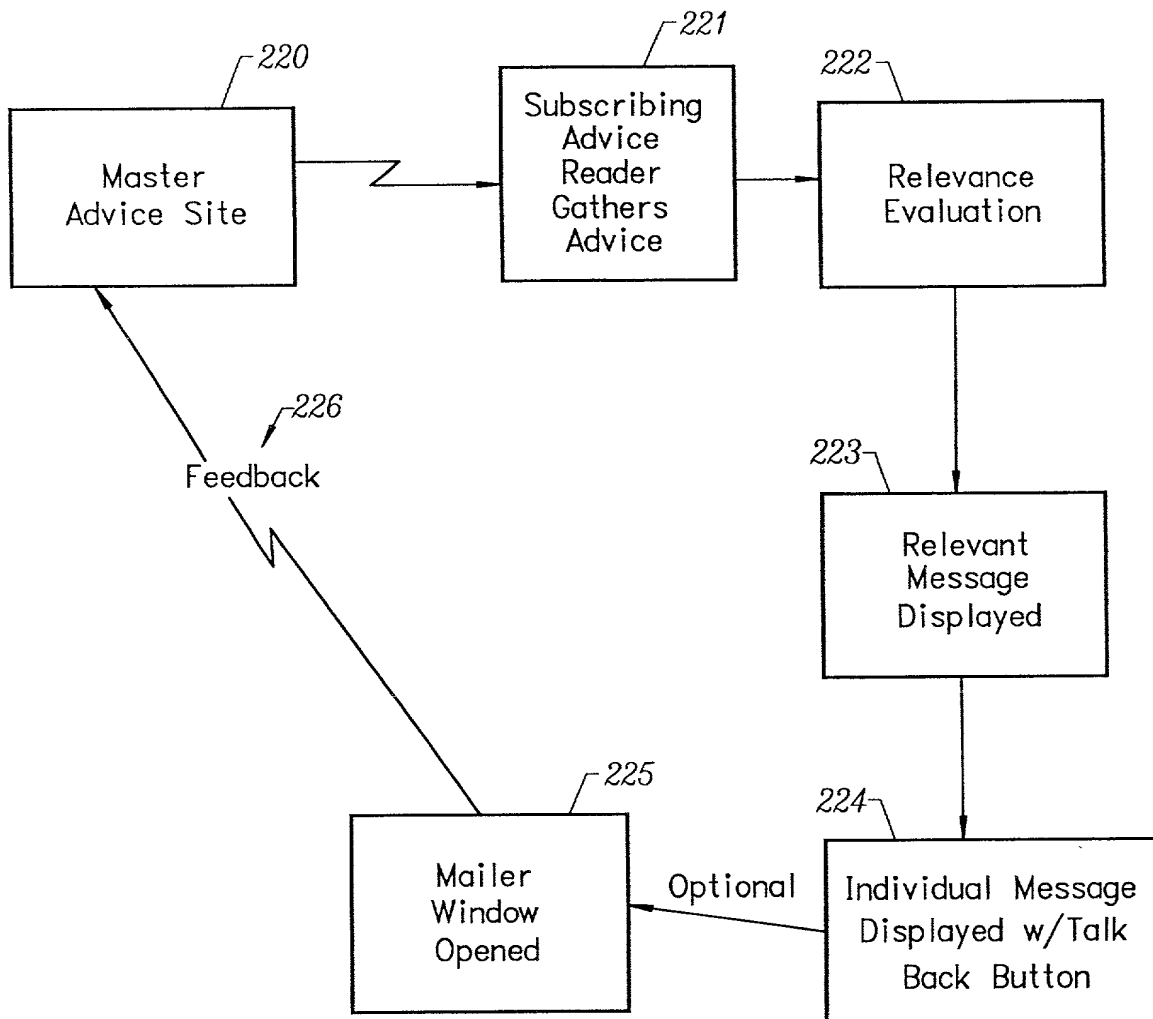 220
Master
Advice Site
221
Subscribing
Advice
Reader
Gathers
Advice
222
Relevance
Evaluation
223
Relevant
Message
Displayed
224
Individual Message
Displayed w/Talk
Back Button
Optional
225
Mailer
Window
Opened
226
Feedback